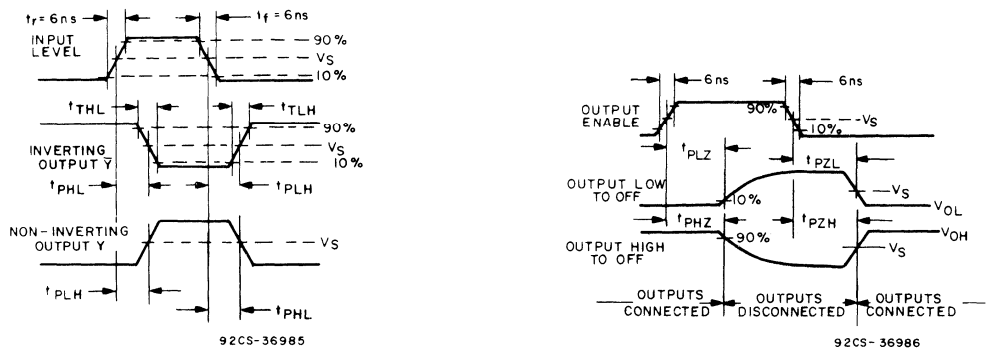 tr = 6ns
tf = 6ns
INPUT
LEVEL
90%
VS
10%
tTHL
tTLH
INVERTING
OUTPUT Y̅
90%
VS
10%
tPHL
tPLH
NON-INVERTING
OUTPUT Y
VS
tPLH
tPHL
92CS-36985
6ns
6ns
OUTPUT
ENABLE
90%
VS
10%
tPLZ
tPZL
OUTPUT LOW
TO OFF
10%
VS
VOL
tPHZ
tPZH
VOH
OUTPUT HIGH
TO OFF
90%
VS
OUTPUTS
CONNECTED
OUTPUTS
DISCONNECTED
OUTPUTS
CONNECTED
92CS-36986